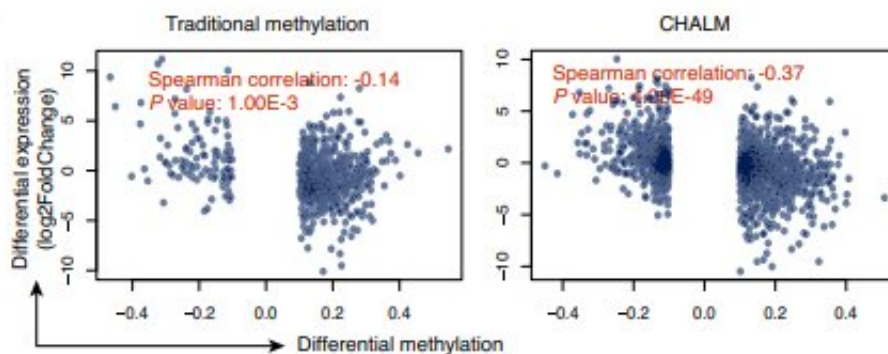 Traditional methylation
CHALM
Spearman correlation: -0.14
P value: 1.00E-3
Spearman correlation: -0.37
P value: E-49
Differential expression
(log2FoldChange)
10
5
0
−5
−10
10
5
0
−5
−10
−0.4 −0.2 0.0 0.2 0.4
−0.4 −0.2 0.0 0.2 0.4
Differential methylation